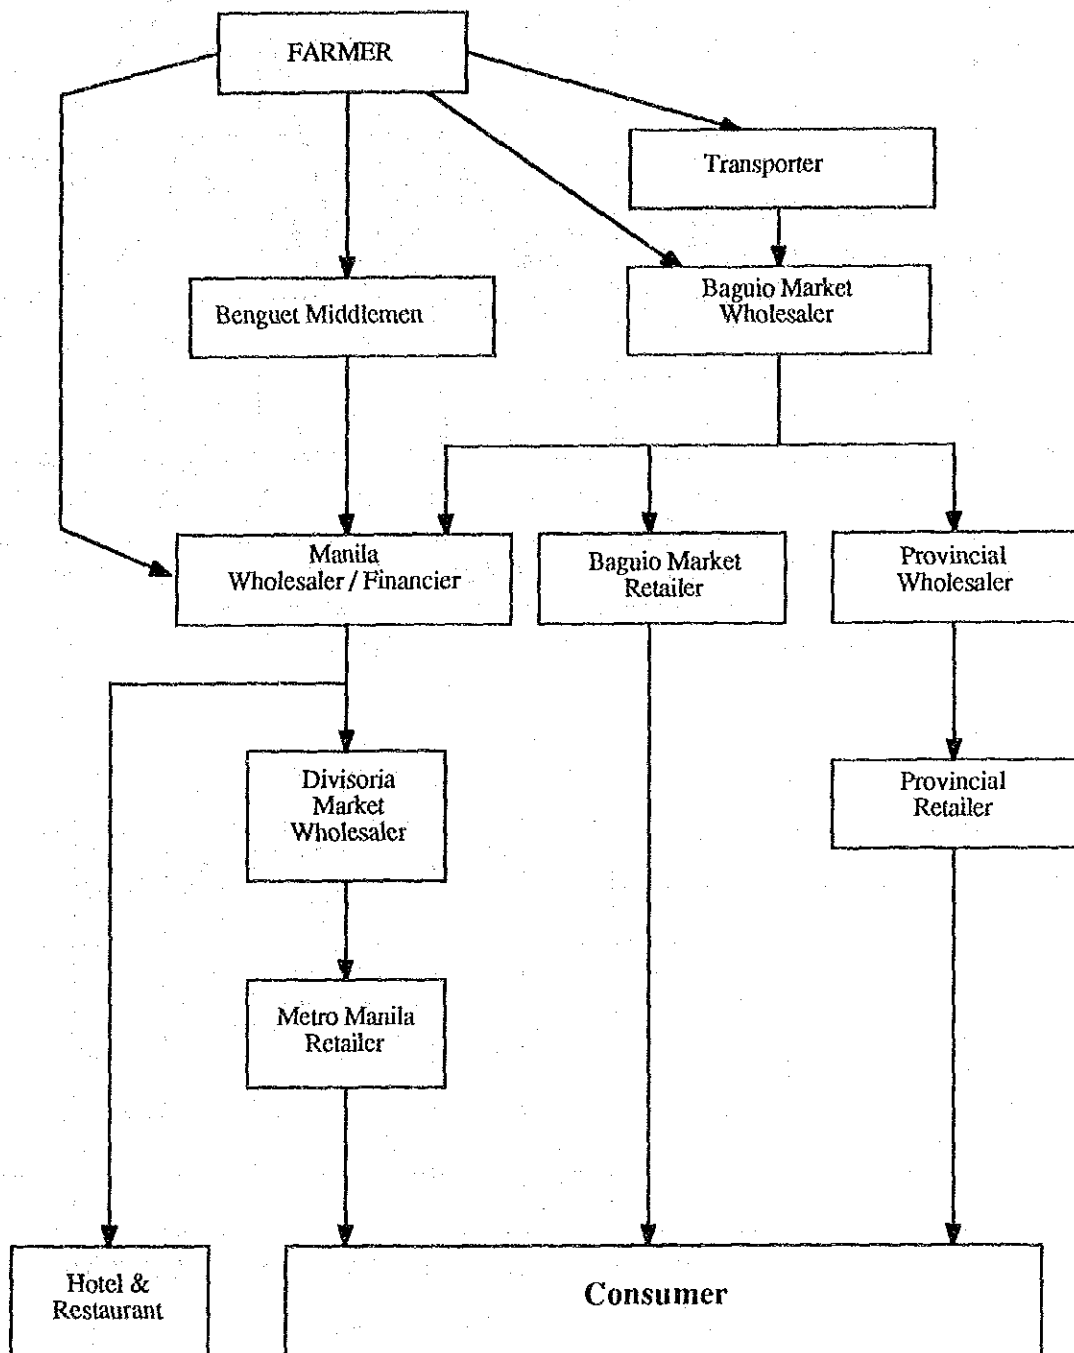 FARMER
Transporter
Benguet Middlemen
Baguio Market
Wholesaler
Manila
Wholesaler / Financier
Baguio Market
Retailer
Provincial
Wholesaler
Divisoria
Market
Wholesaler
Provincial
Retailer
Metro Manila
Retailer
Hotel &
Restaurant
Consumer